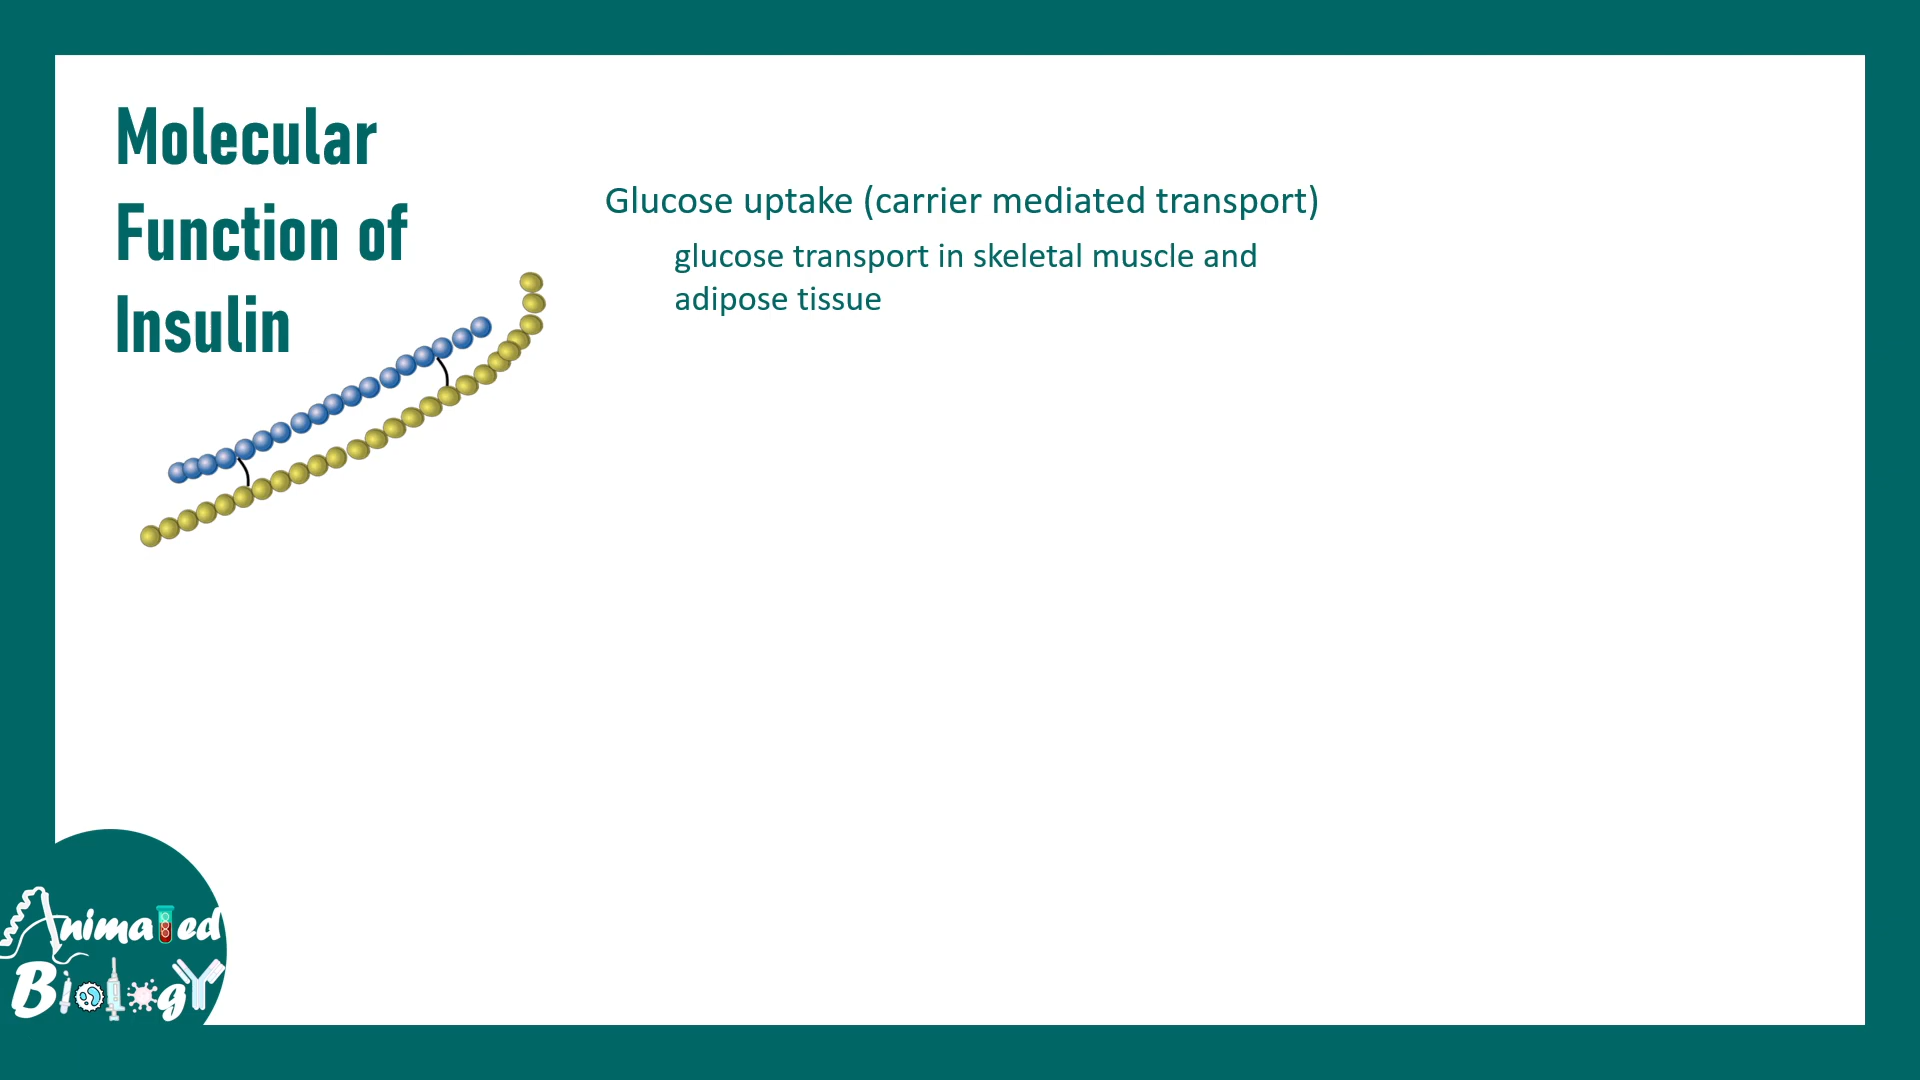 Molecular
Function of
Insulin
Glucose uptake (carrier mediated transport)
glucose transport in skeletal muscle and
adipose tissue
Animated
Biology